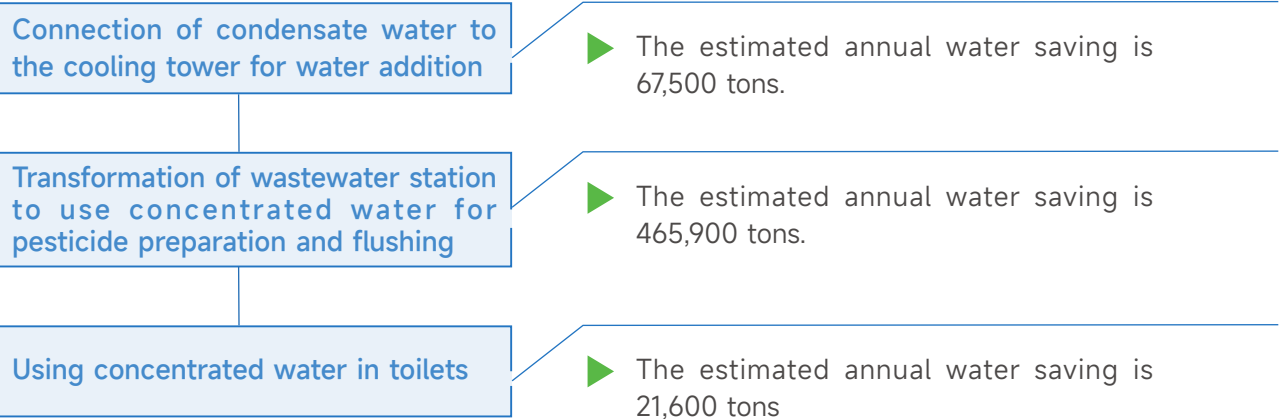 Connection of condensate water to
the cooling tower for water addition
The estimated annual water saving is
67,500 tons.
Transformation of wastewater station
to use concentrated water for
pesticide preparation and flushing
The estimated annual water saving is
465,900 tons.
Using concentrated water in toilets
The estimated annual water saving is
21,600 tons